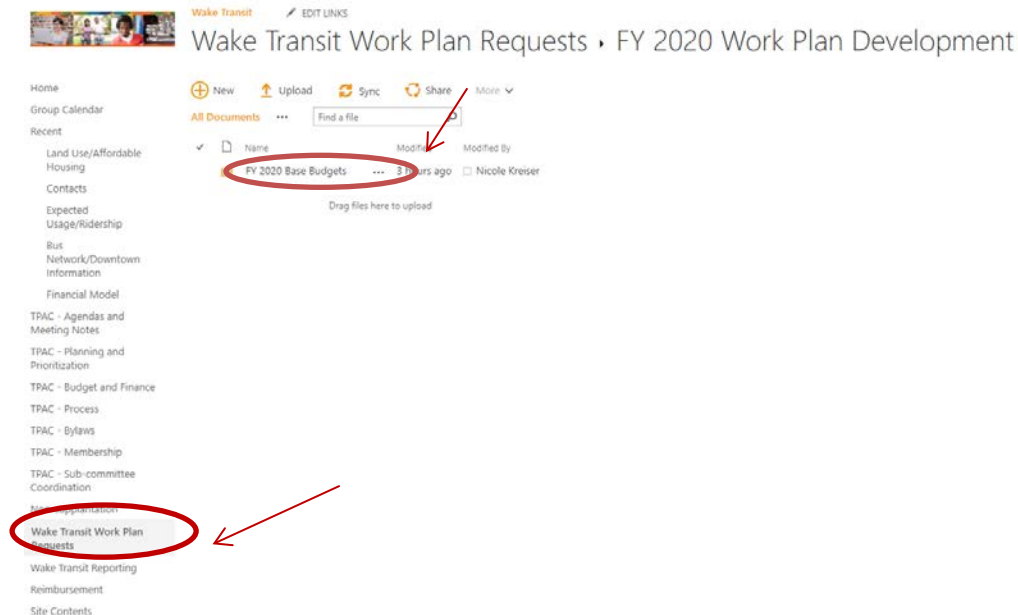 Wake Transit EDIT LINKS
Wake Transit Work Plan Requests › FY 2020 Work Plan Development
Home
Group Calendar
Recent
Land Use/Affordable
Housing
Contacts
Expected
Usage/Ridership
Bus
Network/Downtown
Information
Financial Model
TPAC - Agendas and
Meeting Notes
TPAC - Planning and
Prioritization
TPAC - Budget and Finance
TPAC - Process
TPAC - Bylaws
TPAC - Membership
TPAC - Sub-committee
Coordination
Wake Transit Work Plan
Requests
Wake Transit Reporting
Reimbursement
Site Contents
New Upload Sync Share More
All Documents ••• Find a file
Name Modified Modified By
FY 2020 Base Budgets ••• 3 hours ago Nicole Kreiser
Drag files here to upload